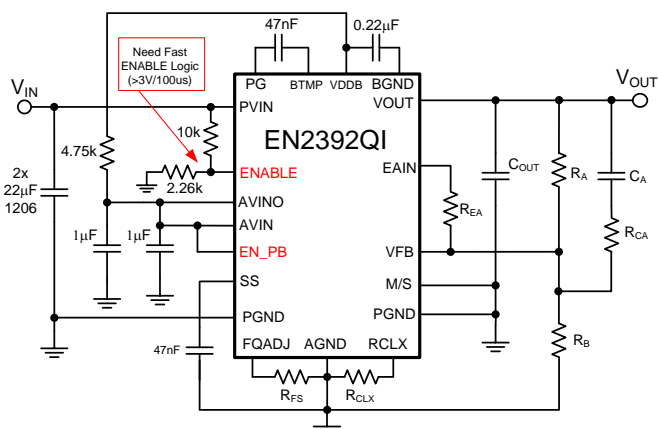 47nF
0.22µF
Need Fast
ENABLE Logic
(>3V/100us)
PG
BTMP
VDDB
BGND
VIN
VOUT
PVIN
VOUT
10k
EN2392QI
4.75k
EAIN
COUT
RA
CA
2x
22µF
1206
2.26k
ENABLE
REA
AVINO
RCA
AVIN
1µF
1µF
EN_PB
VFB
SS
M/S
PGND
PGND
RB
47nF
FQADJ
AGND
RCLX
RFS
RCLX